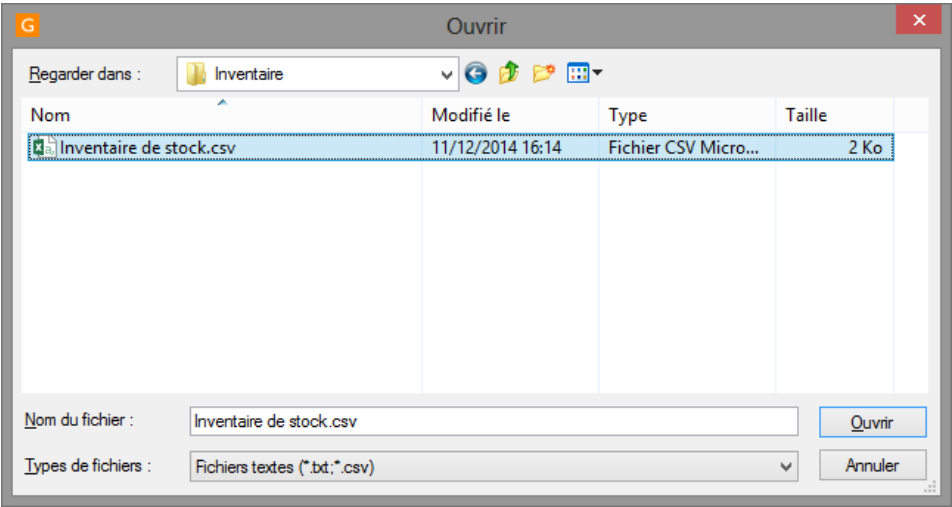 G Ouvrir
Regarder dans : Inventaire
Nom Modifié le Type Taille
Inventaire de stock.csv 11/12/2014 16:14 Fichier CSV Micro... 2 Ko
Nom du fichier : Inventaire de stock.csv Ouvrir
Types de fichiers : Fichiers textes (*.txt;*.csv) Annuler